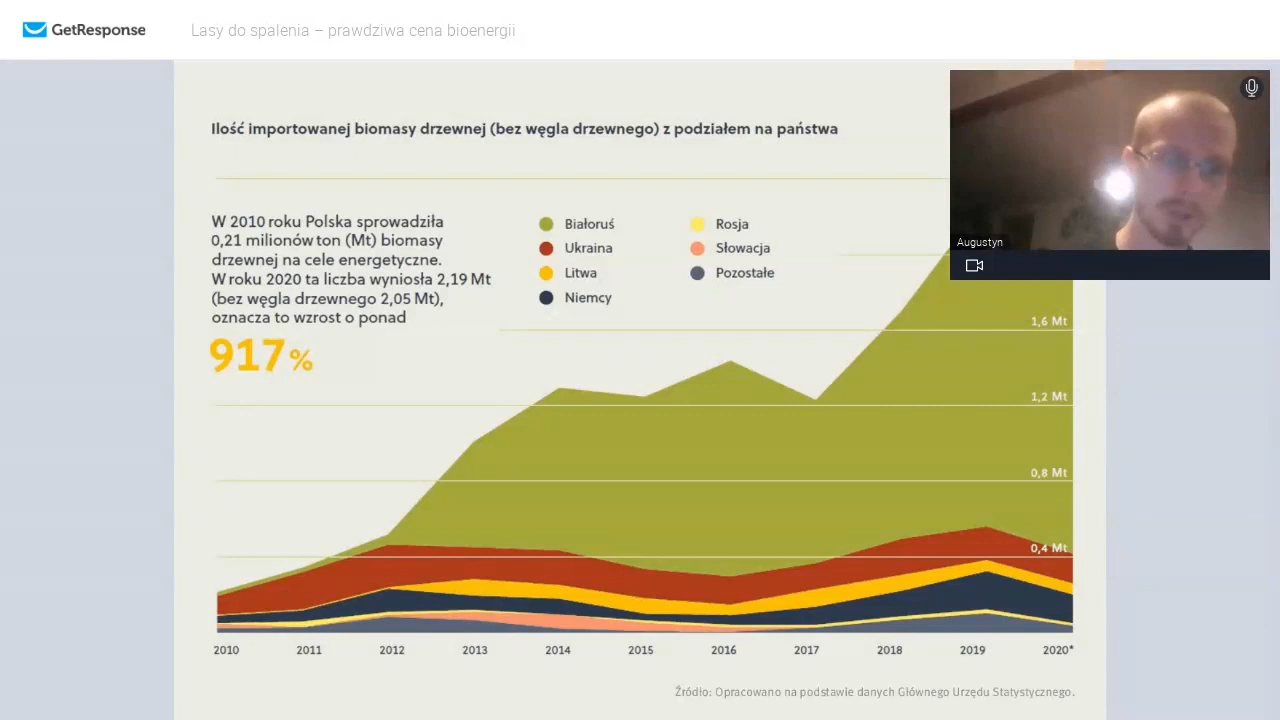 GetResponse
Lasy do spalenia – prawdziwa cena bioenergii
Ilość importowanej biomasy drzewnej (bez węgla drzewnego) z podziałem na państwa
W 2010 roku Polska sprowadziła
0,21 milionów ton (Mt) biomasy
drzewnej na cele energetyczne.
W roku 2020 ta liczba wyniosła 2,19 Mt
(bez węgla drzewnego 2,05 Mt),
oznacza to wzrost o ponad
917%
Białoruś
Ukraina
Litwa
Niemcy
Rosja
Słowacja
Pozostałe
Augustyn
1,6 Mt
1,2 Mt
0,8 Mt
0,4 Mt
2010 2011 2012 2013 2014 2015 2016 2017 2018 2019 2020*
Źródło: Opracowano na podstawie danych Głównego Urzędu Statystycznego.